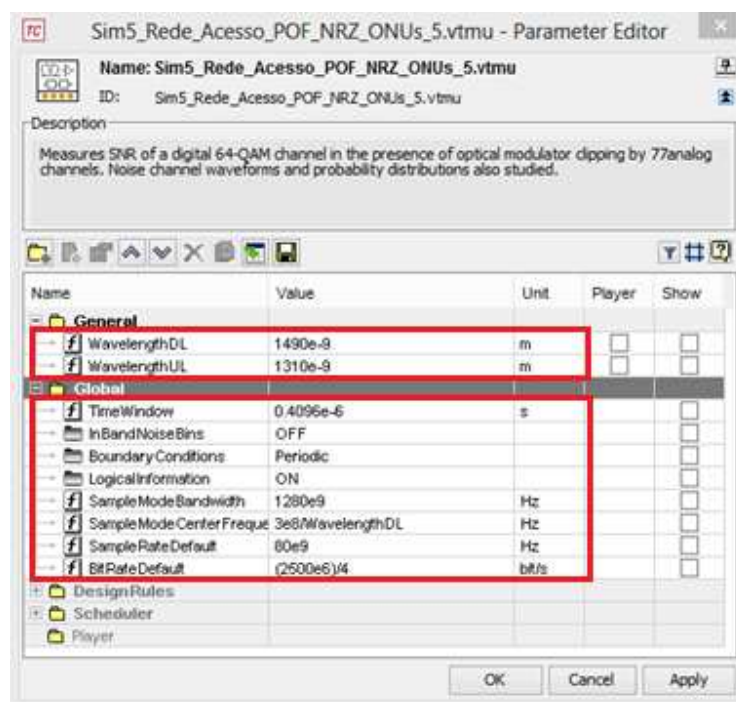 TC Sim5_Rede_Acesso_POF_NRZ_ONUs_5.vtmu - Parameter Editor
Name: Sim5_Rede_Acesso_POF_NRZ_ONUs_5.vtmu
ID: Sim5_Rede_Acesso_POF_NRZ_ONUs_5.vtmu
Description
Measures SNR of a digital 64-QAM channel in the presence of optical modulator clipping by 77analog
channels. Noise channel waveforms and probability distributions also studied.
Name Value Unit Player Show
General
f WavelengthDL 1490e-9 m
f WavelengthUL 1310e-9 m
Global
f TimeWindow 0.4096e-6 s
InBandNoiseBins OFF
Boundary Conditions Periodic
LogicalInformation ON
f SampleModeBandwidth 1280e9 Hz
f SampleModeCenterFreque 3e8/WavelengthDL Hz
f SampleRateDefault 80e9 Hz
f BitRateDefault (2500e6)/4 bit/s
DesignRules
Scheduler
Player
OK Cancel Apply